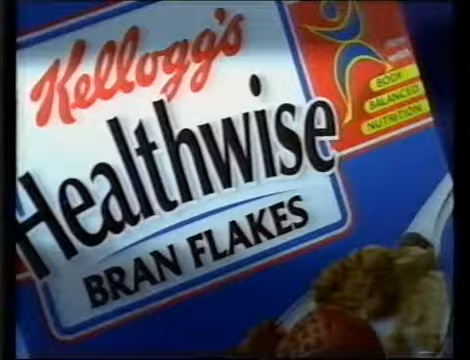 Kellogg's
Healthwise
BRAN FLAKES
BODY
BALANCED
NUTRITION